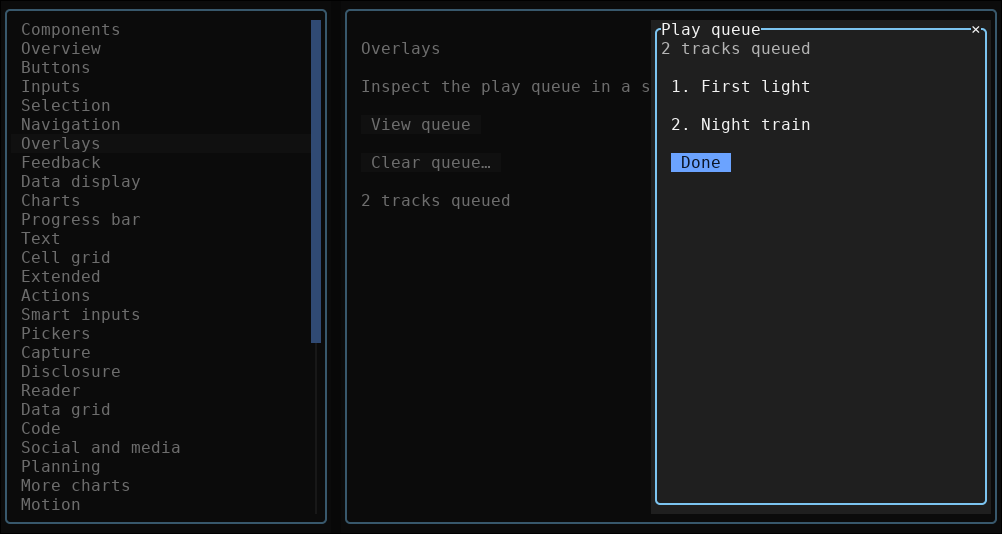 Components
Overview
Buttons
Inputs
Selection
Navigation
Overlays
Feedback
Data display
Charts
Progress bar
Text
Cell grid
Extended
Actions
Smart inputs
Pickers
Capture
Disclosure
Reader
Data grid
Code
Social and media
Planning
More charts
Motion
Overlays
Inspect the play queue in a s
View queue
Clear queue…
2 tracks queued
Play queue ×
2 tracks queued
1. First light
2. Night train
Done